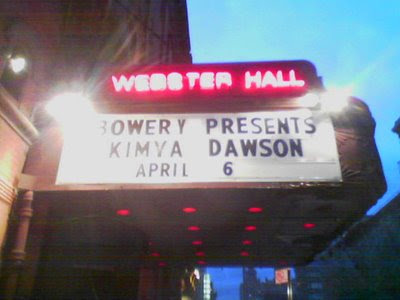 WEBSTER HALL
BOWERY PRESENTS
KIMYA DAWSON
APRIL 6